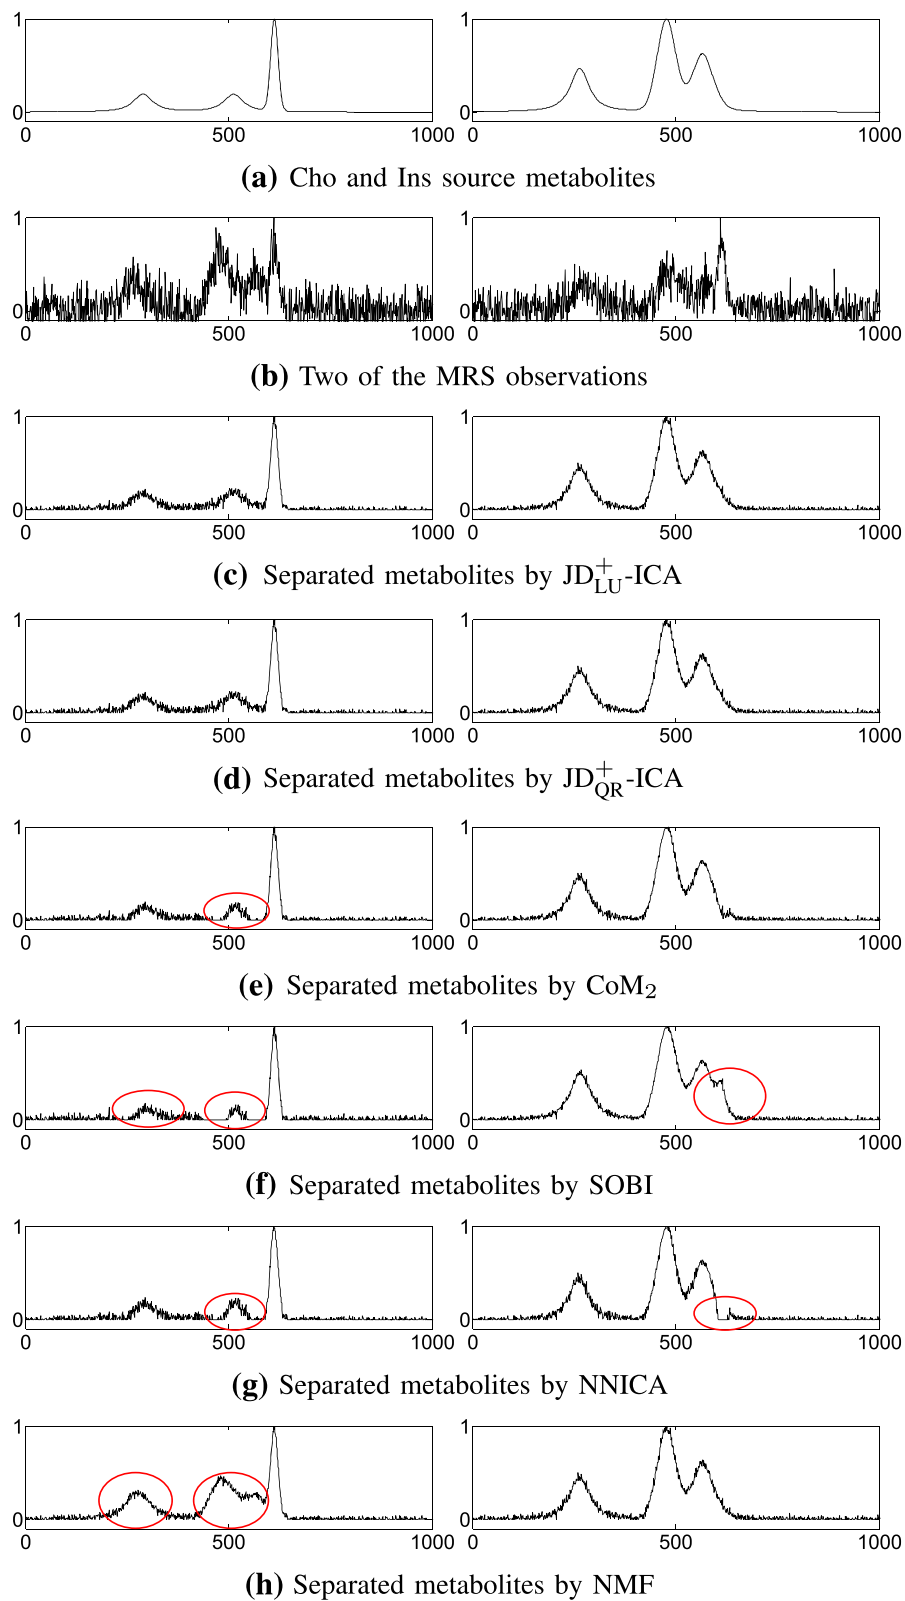 1
0
0 500 1000
0 500 1000
1
0
(a) Cho and Ins source metabolites
1
0
0 500 1000
1
0
0 500 1000
(b) Two of the MRS observations
1
0
0 500 1000
1
0
0 500 1000
(c) Separated metabolites by JD⁺LU-ICA
1
0
0 500 1000
1
0
0 500 1000
(d) Separated metabolites by JD⁺QR-ICA
1
0
0 500 1000
1
0
0 500 1000
(e) Separated metabolites by CoM₂
1
0
0 500 1000
1
0
0 500 1000
(f) Separated metabolites by SOBI
1
0
0 500 1000
1
0
0 500 1000
(g) Separated metabolites by NNICA
1
0
0 500 1000
1
0
0 500 1000
(h) Separated metabolites by NMF